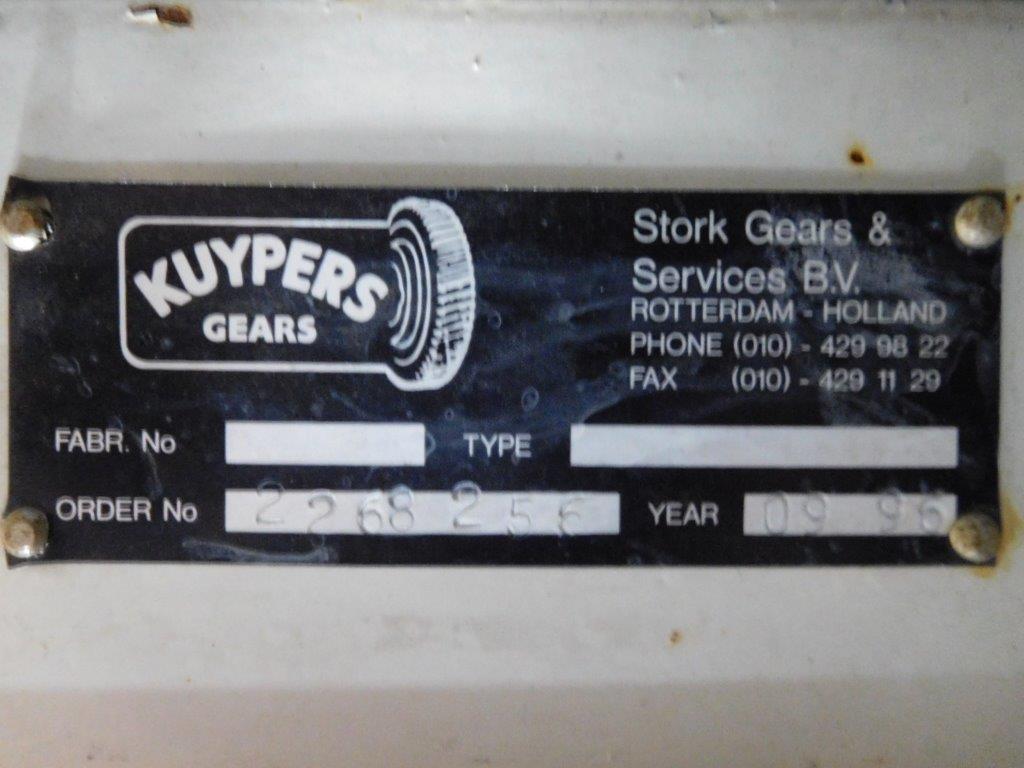 KUYPERS
GEARS
Stork Gears &
Services B.V.
ROTTERDAM - HOLLAND
PHONE (010) - 429 98 22
FAX (010) - 429 11 29
FABR. No TYPE
ORDER No 2268256 YEAR 09 96